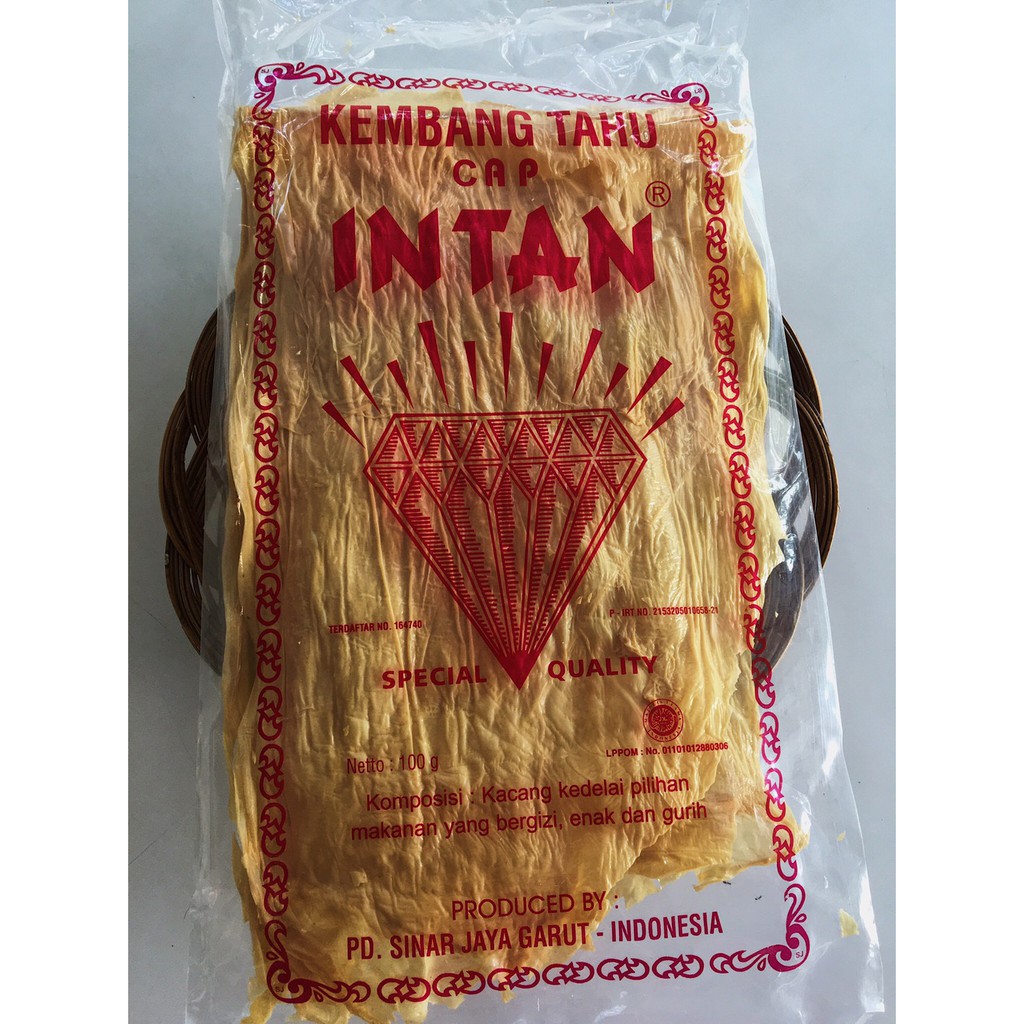 KEMBANG TAHU
CAP
INTAN ®
TERDAFTAR NO. 164740
P - IRT NO. 2153205010658-21
SPECIAL QUALITY
LPPOM : No. 01101012880306
Netto : 100 g
Komposisi : Kacang kedelai pilihan
makanan yang bergizi, enak dan gurih
PRODUCED BY :
PD. SINAR JAYA GARUT - INDONESIA